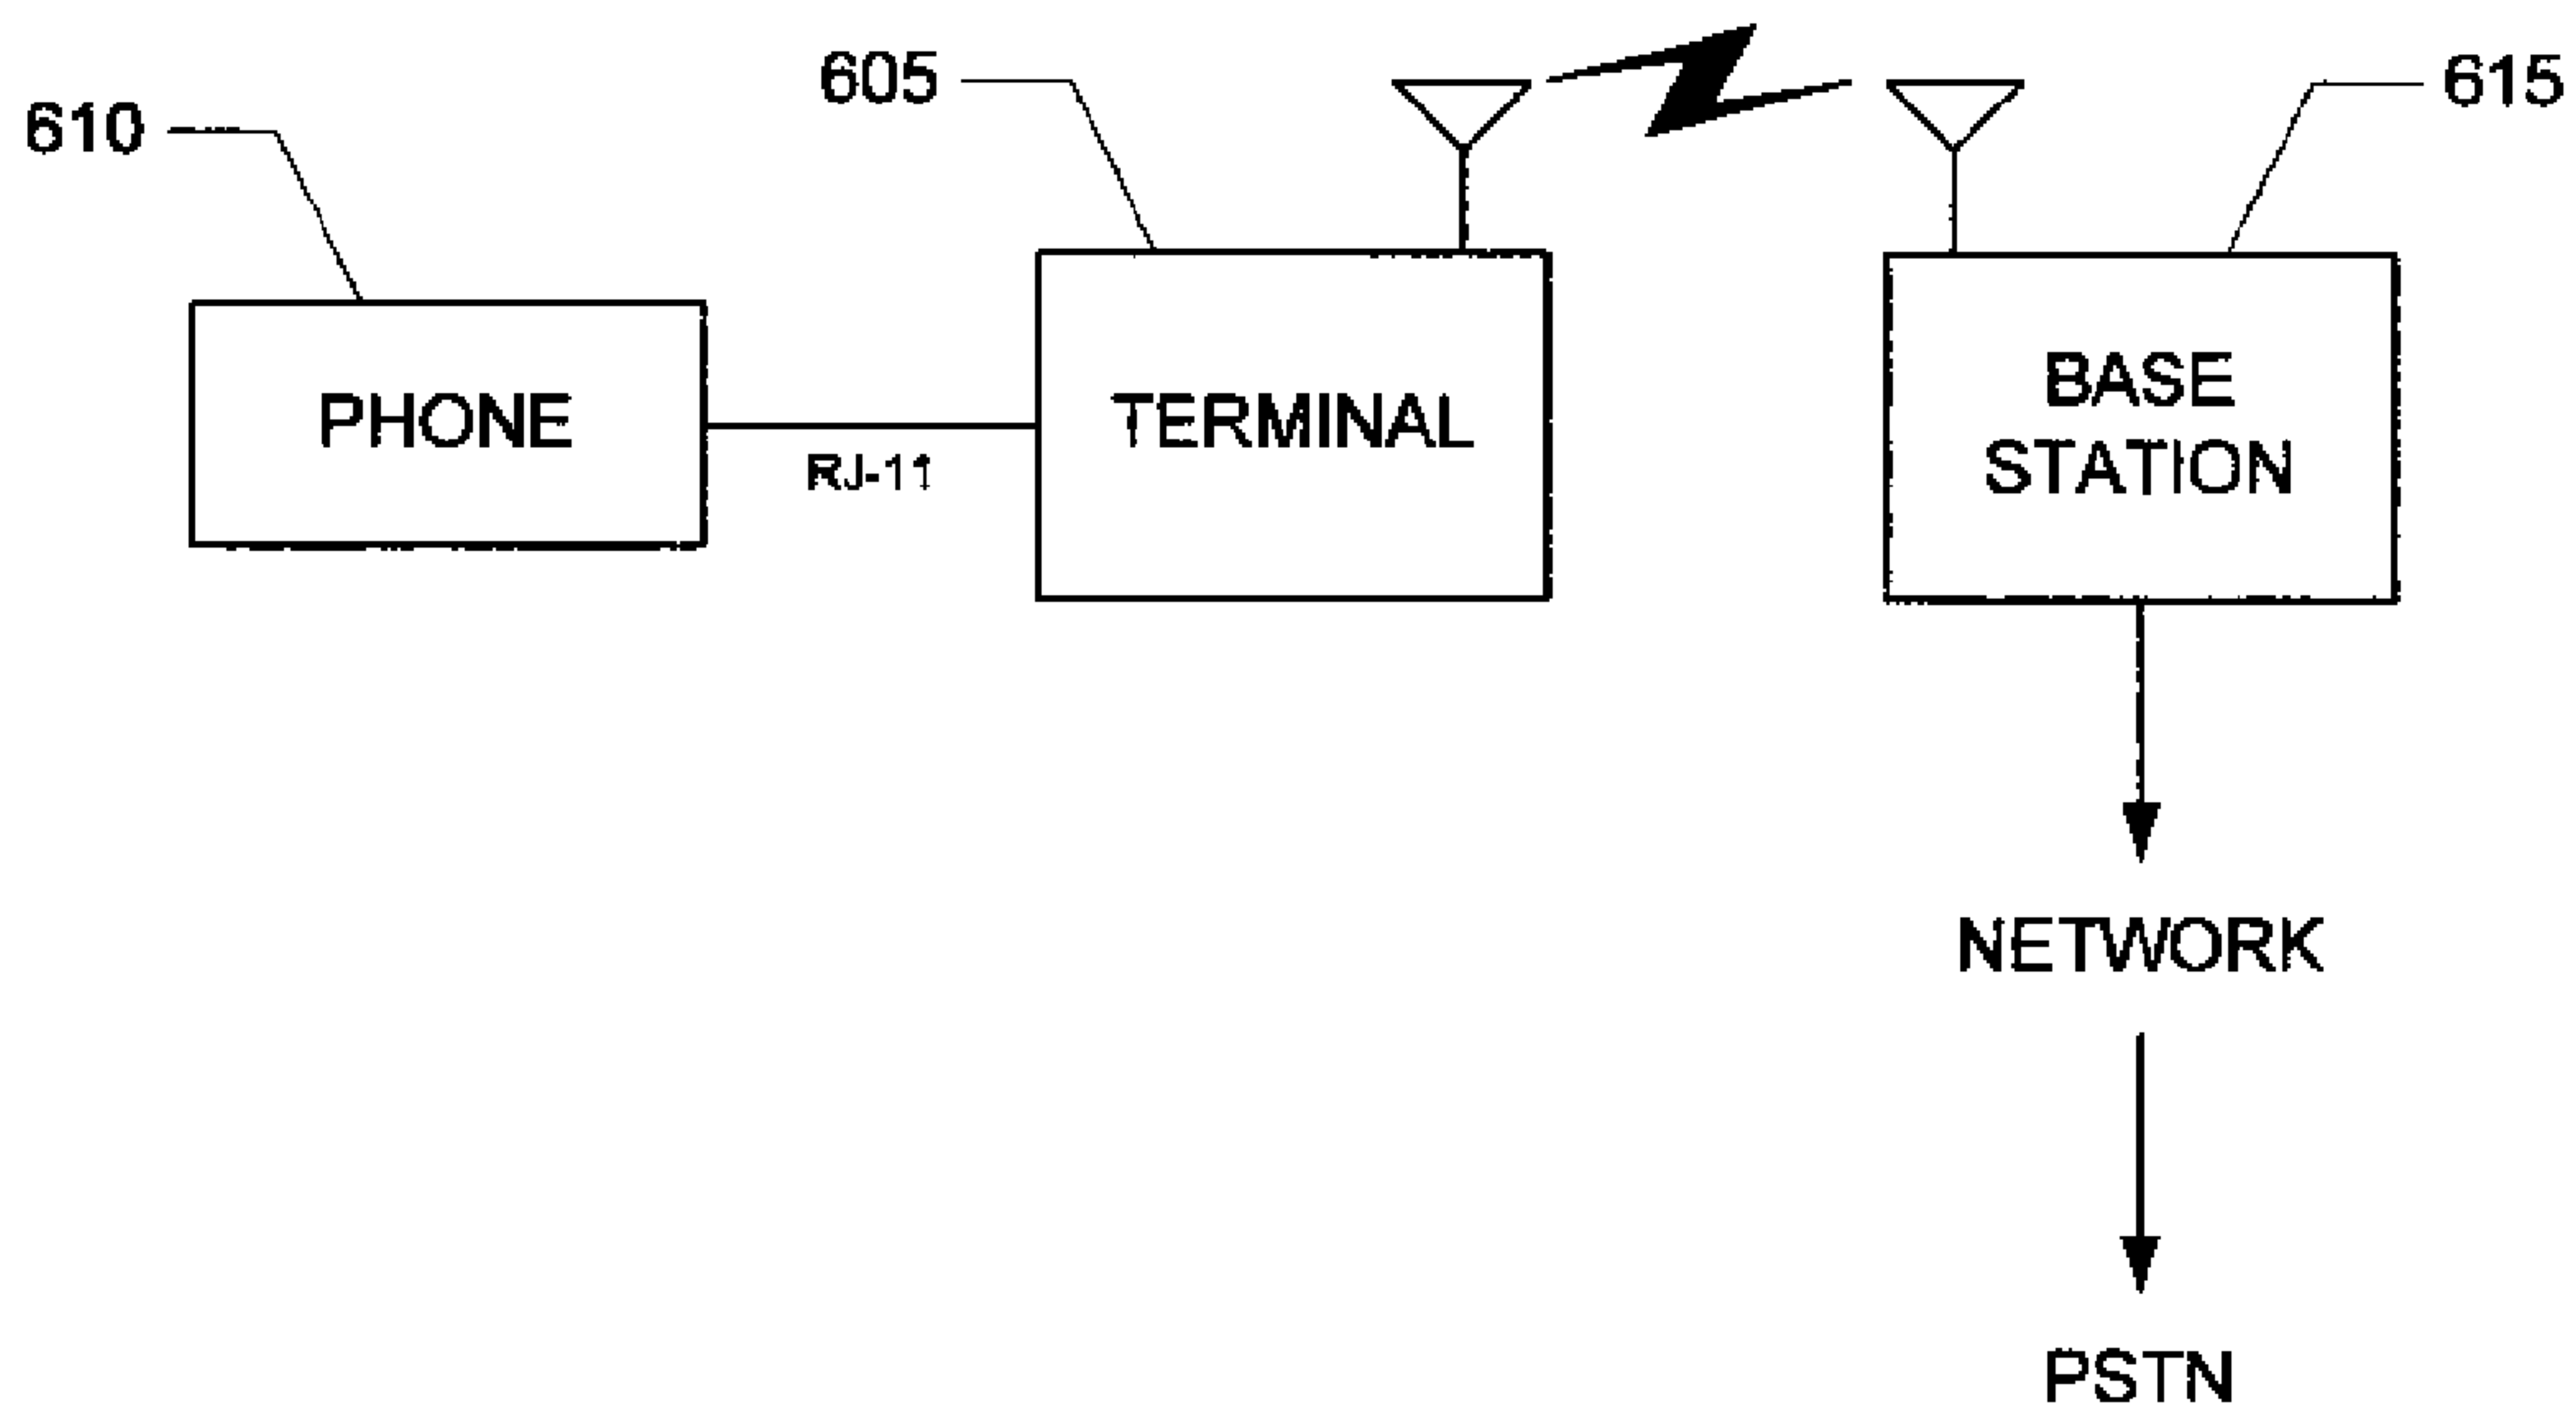 605
615
610
PHONE
RJ-11
TERMINAL
BASE
STATION
NETWORK
PSTN